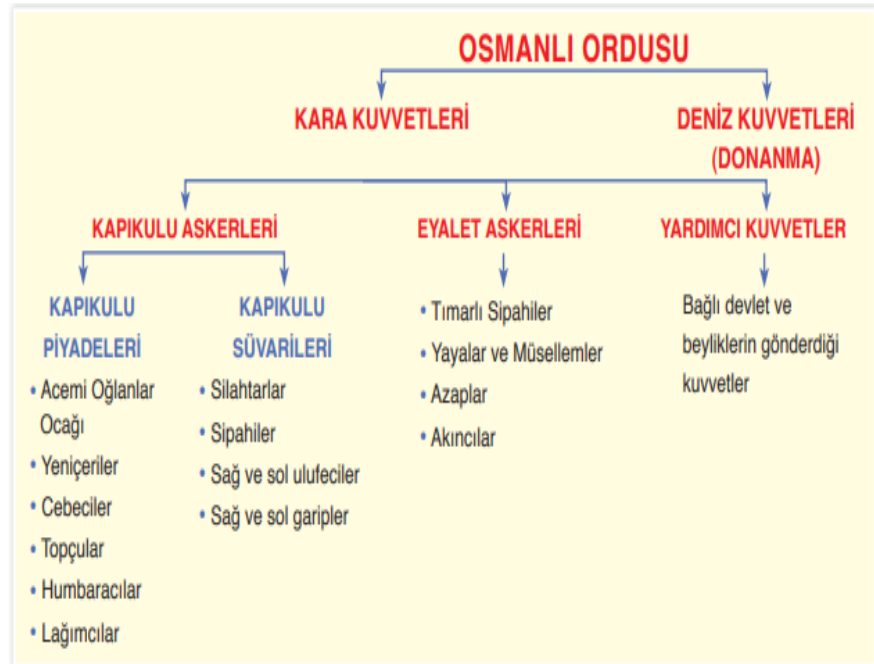 OSMANLI ORDUSU
KARA KUVVETLERİ
DENİZ KUVVETLERİ
(DONANMA)
KAPIKULU ASKERLERİ
EYALET ASKERLERİ
YARDIMCI KUVVETLER
KAPIKULU
PİYADELERİ
• Acemi Oğlanlar
Ocağı
• Yeniçeriler
• Cebeciler
• Topçular
• Humbaracılar
• Lağımcılar
KAPIKULU
SÜVARİLERİ
• Silahtarlar
• Sipahiler
• Sağ ve sol ulufeciler
• Sağ ve sol garipler
• Tımarlı Sipahiler
• Yayalar ve Müsellemler
• Azaplar
• Akıncılar
Bağlı devlet ve
beyliklerin gönderdiği
kuvvetler